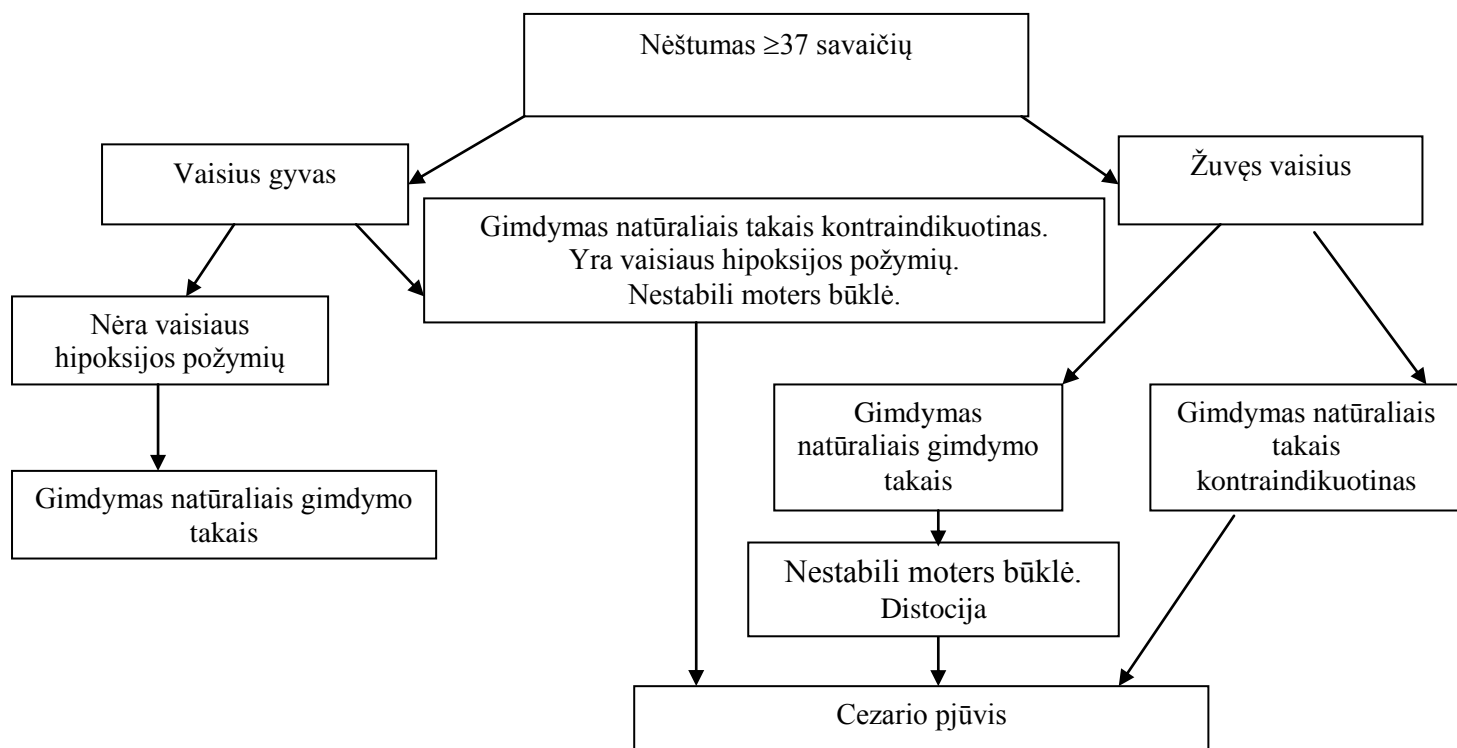 Nėštumas ≥37 savaičių
Vaisius gyvas
Žuvęs vaisius
Gimdymas natūraliais takais kontraindikuotinas.
Yra vaisiaus hipoksijos požymių.
Nestabili moters būklė.
Nėra vaisiaus
hipoksijos požymių
Gimdymas
natūraliais gimdymo
takais
Gimdymas natūraliais
takais
kontraindikuotinas
Gimdymas natūraliais gimdymo
takais
Nestabili moters būklė.
Distocija
Cezario pjūvis